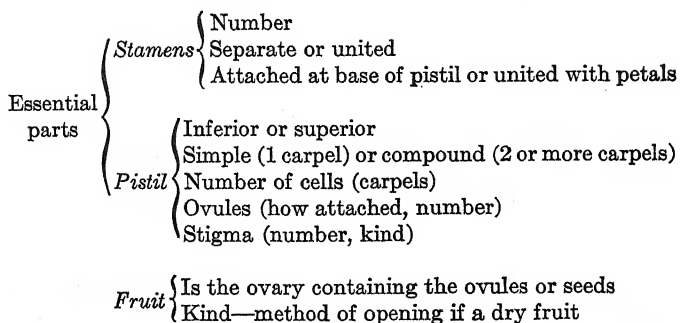 Number
Stamens Separate or united
Attached at base of pistil or united with petals
Essential
parts
Inferior or superior
Simple (1 carpel) or compound (2 or more carpels)
Pistil Number of cells (carpels)
Ovules (how attached, number)
Stigma (number, kind)
Fruit Is the ovary containing the ovules or seeds
Kind—method of opening if a dry fruit